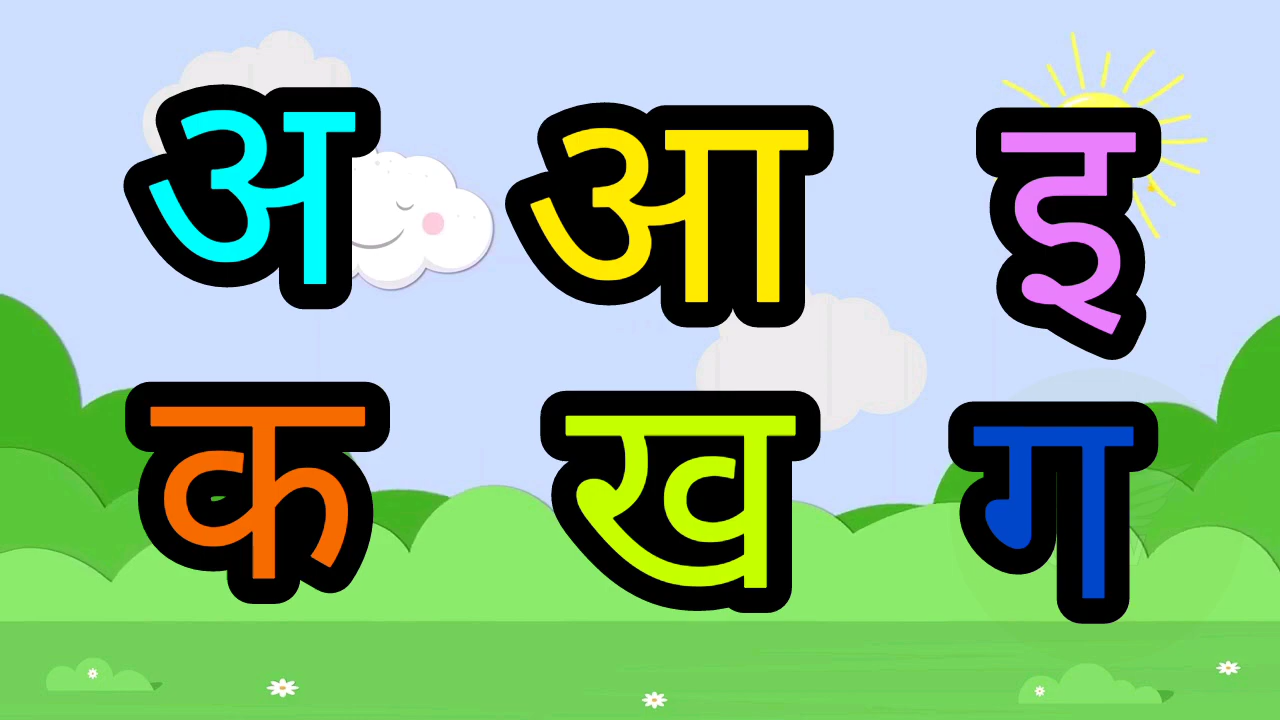 अ आ इ
क ख ग